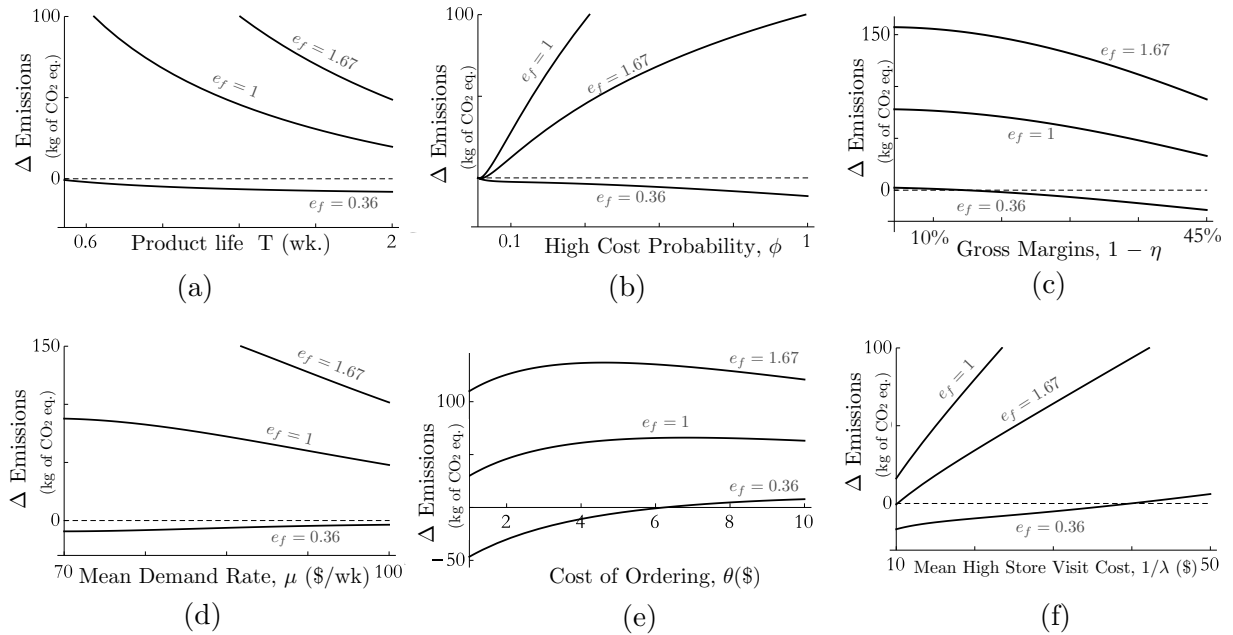 100
0
Δ Emissions
(kg of CO2 eq.)
e_f = 1.67
e_f = 1
e_f = 0.36
0.6
2
Product life T (wk.)
(a)
100
0
Δ Emissions
(kg of CO2 eq.)
e_f = 1
e_f = 1.67
e_f = 0.36
0.1
1
High Cost Probability, ϕ
(b)
150
0
Δ Emissions
(kg of CO2 eq.)
e_f = 1.67
e_f = 1
e_f = 0.36
10%
45%
Gross Margins, 1 − η
(c)
150
0
Δ Emissions
(kg of CO2 eq.)
e_f = 1.67
e_f = 1
e_f = 0.36
70
100
Mean Demand Rate, μ ($/wk)
(d)
100
−50
Δ Emissions
(kg of CO2 eq.)
e_f = 1.67
e_f = 1
e_f = 0.36
2 4 6 8 10
Cost of Ordering, θ($)
(e)
100
0
Δ Emissions
(kg of CO2 eq.)
e_f = 1
e_f = 1.67
e_f = 0.36
10
50
Mean High Store Visit Cost, 1/λ ($)
(f)